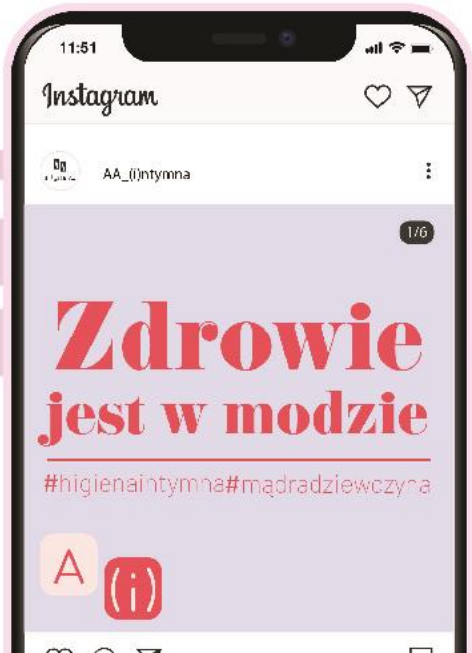 11:51
Instagram
AA_(i)ntymna
1/6
Zdrowie
jest w modzie
#higienaintymna#mądradziewczyna
A
(i)